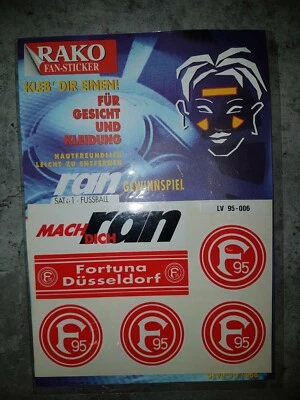 RAKO
FAN-STICKER
KLEB' DIR EINEN!
FÜR
GESICHT
UND
KLEIDUNG
HAUTFREUNDLICH
LEICHT ZU ENTFERNEN
ran GEWINNSPIEL
SAT 1 - FUSSBALL
LV 95-006
MACH DICH ran
Fortuna
Düsseldorf
F 95
F 95
F 95
F 95